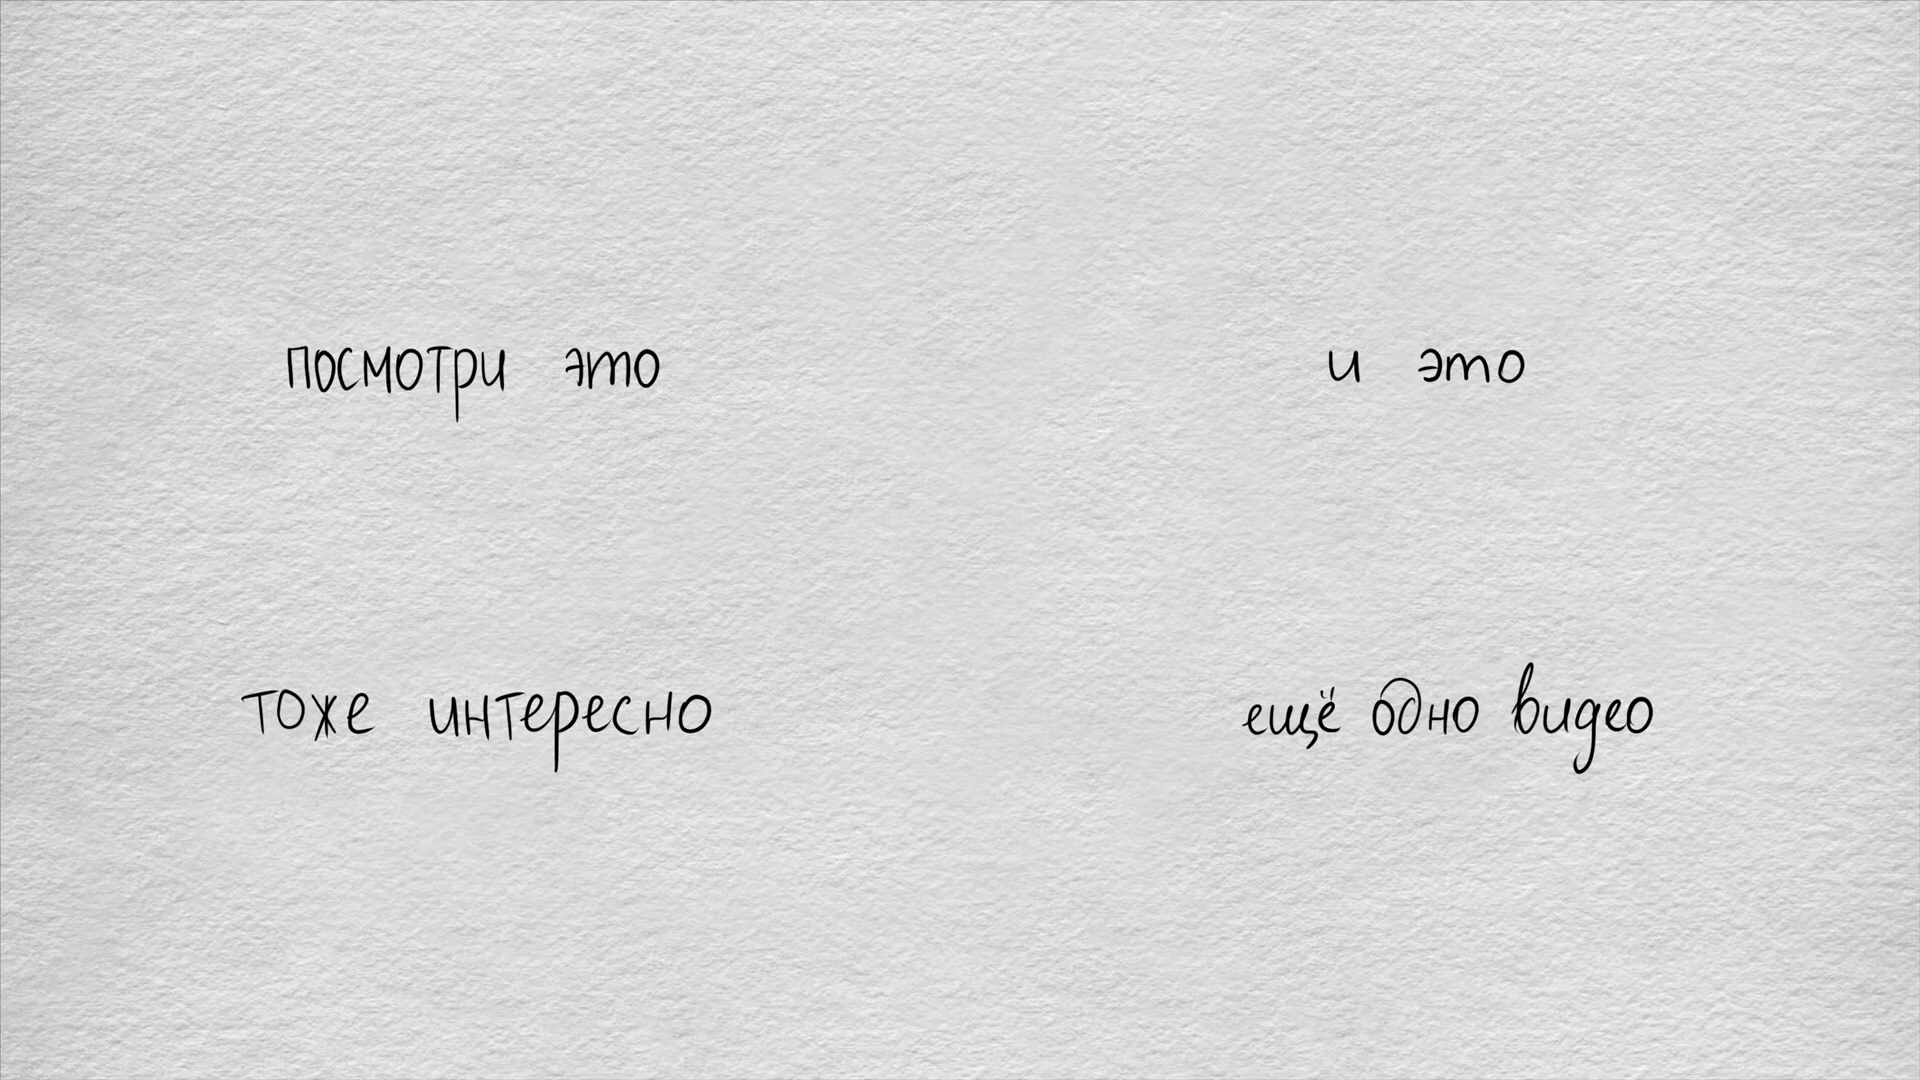 посмотри это
и это
тоже интересно
ещё одно видео